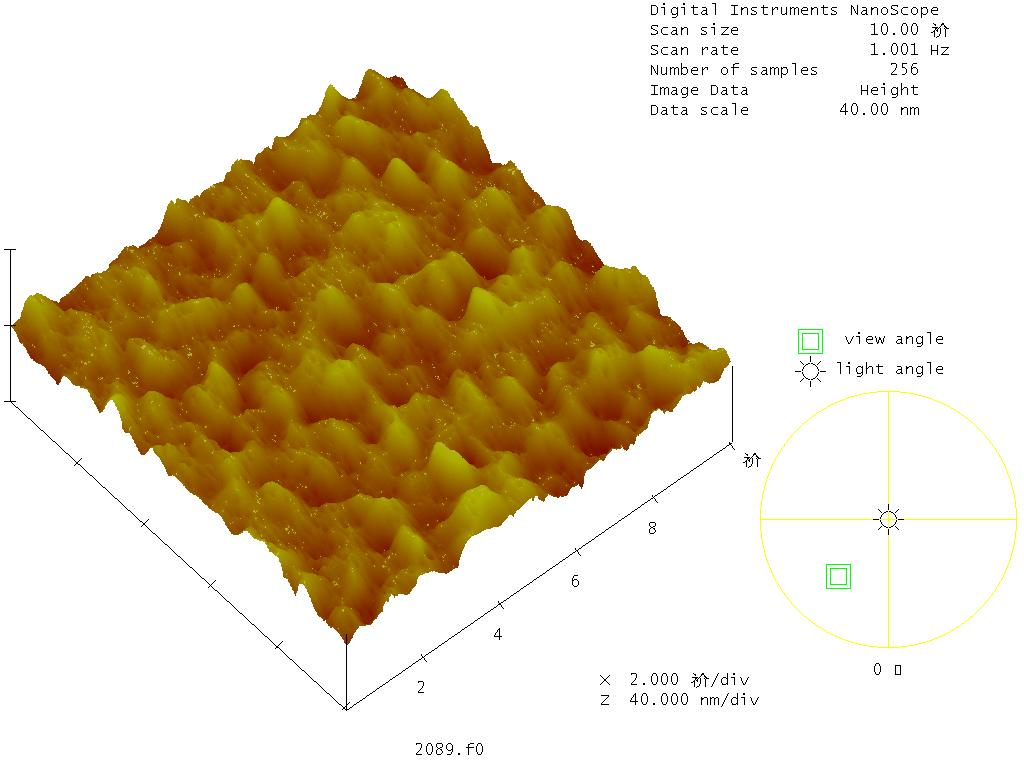 Digital Instruments NanoScope
Scan size 10.00 祄
Scan rate 1.001 Hz
Number of samples 256
Image Data Height
Data scale 40.00 nm
view angle
light angle
祄
8
6
4
2
0 
X 2.000 祄/div
Z 40.000 nm/div
2089.f0